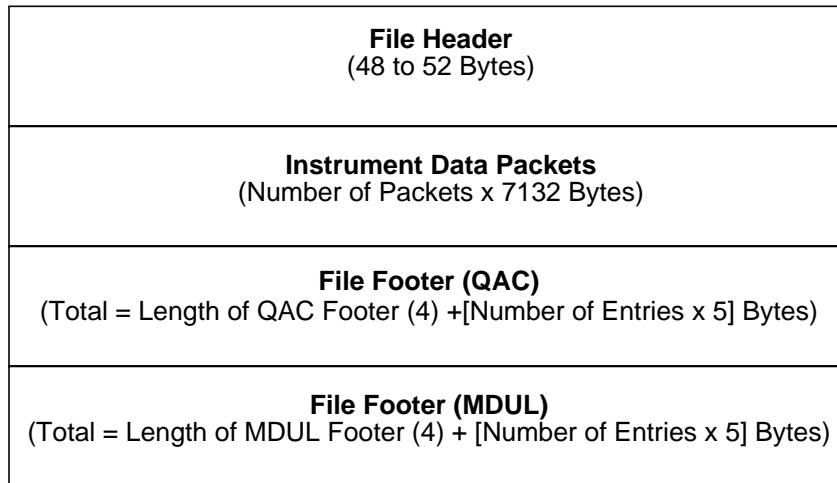 File Header
(48 to 52 Bytes)
Instrument Data Packets
(Number of Packets x 7132 Bytes)
File Footer (QAC)
(Total = Length of QAC Footer (4) +[Number of Entries x 5] Bytes)
File Footer (MDUL)
(Total = Length of MDUL Footer (4) + [Number of Entries x 5] Bytes)